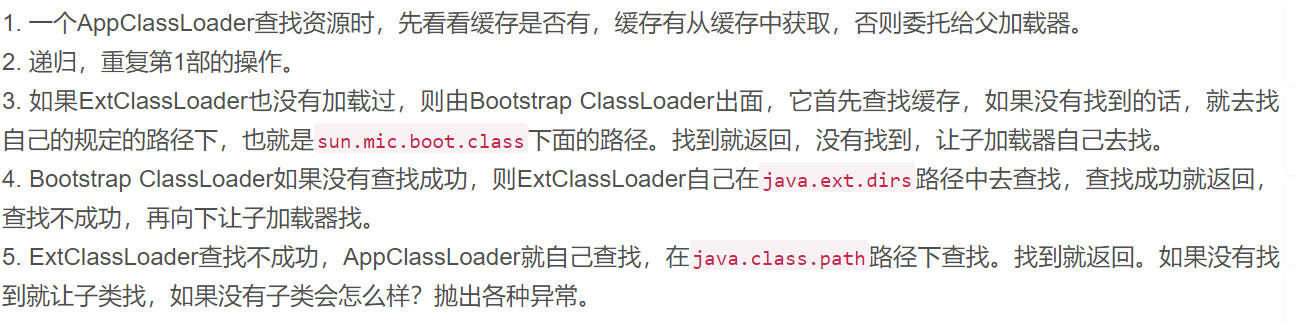 1. 一个AppClassLoader查找资源时，先看看缓存是否有，缓存有从缓存中获取，否则委托给父加载器。
2. 递归，重复第1部的操作。
3. 如果ExtClassLoader也没有加载过，则由Bootstrap ClassLoader出面，它首先查找缓存，如果没有找到的话，就去找
自己的规定的路径下，也就是sun.mic.boot.class下面的路径。找到就返回，没有找到，让子加载器自己去找。
4. Bootstrap ClassLoader如果没有查找成功，则ExtClassLoader自己在java.ext.dirs路径中去查找，查找成功就返回，
查找不成功，再向下让子加载器找。
5. ExtClassLoader查找不成功，AppClassLoader就自己查找，在java.class.path路径下查找。找到就返回。如果没有找
到就让子类找，如果没有子类会怎么样？抛出各种异常。